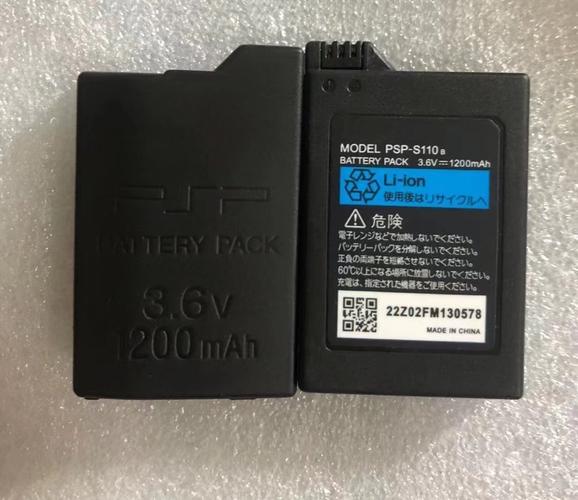 PSP
BATTERY PACK
3.6V
1200mAh
MODEL PSP-S110 B
BATTERY PACK 3.6V⎓1200mAh
Li-ion
使用後はリサイクルへ
危険
電子レンジなどで加熱しないでください。
バッテリーパックを分解しないでください。
正負の両端子を短絡させないでください。
60℃以上になる場所に放置しないでください。
充電は、指定された機器をご使用ください。
22Z02FM130578
MADE IN CHINA